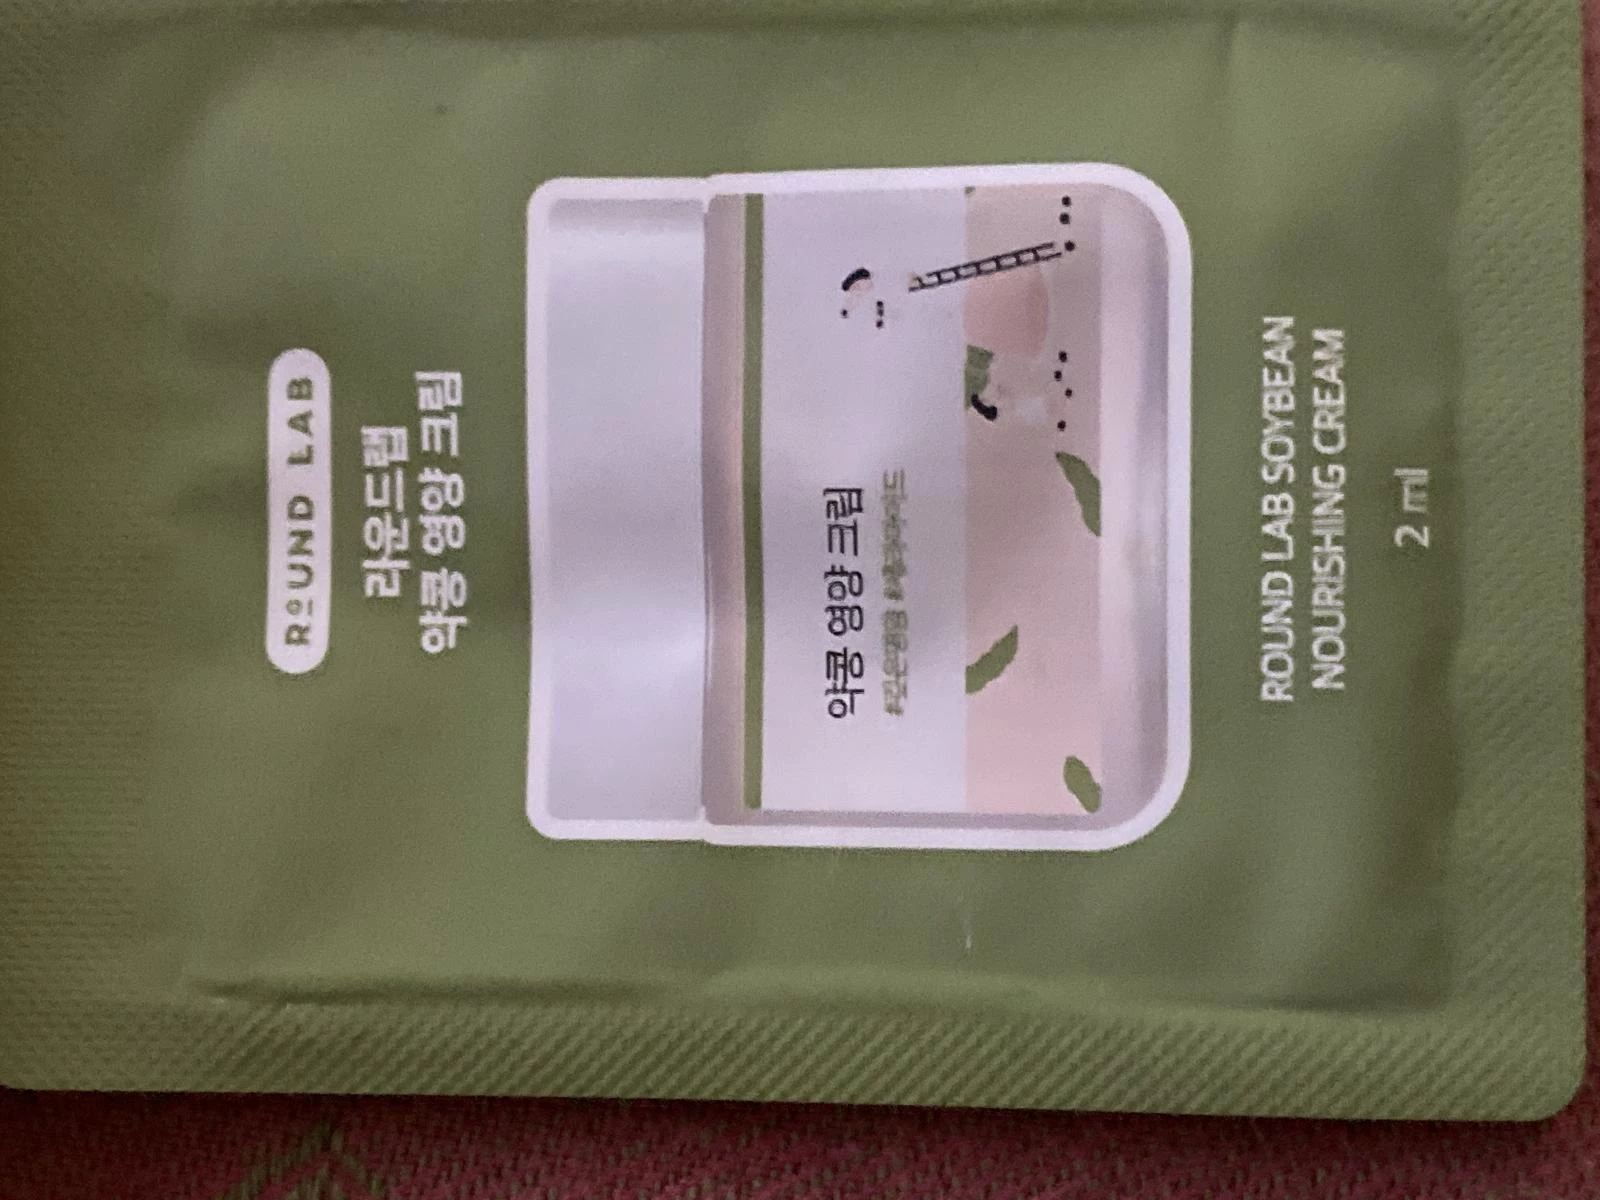 ROUND LAB
라운드랩
약콩 영양 크림
약콩 영양 크림
ROUND LAB SOYBEAN
NOURISHING CREAM
2 ml